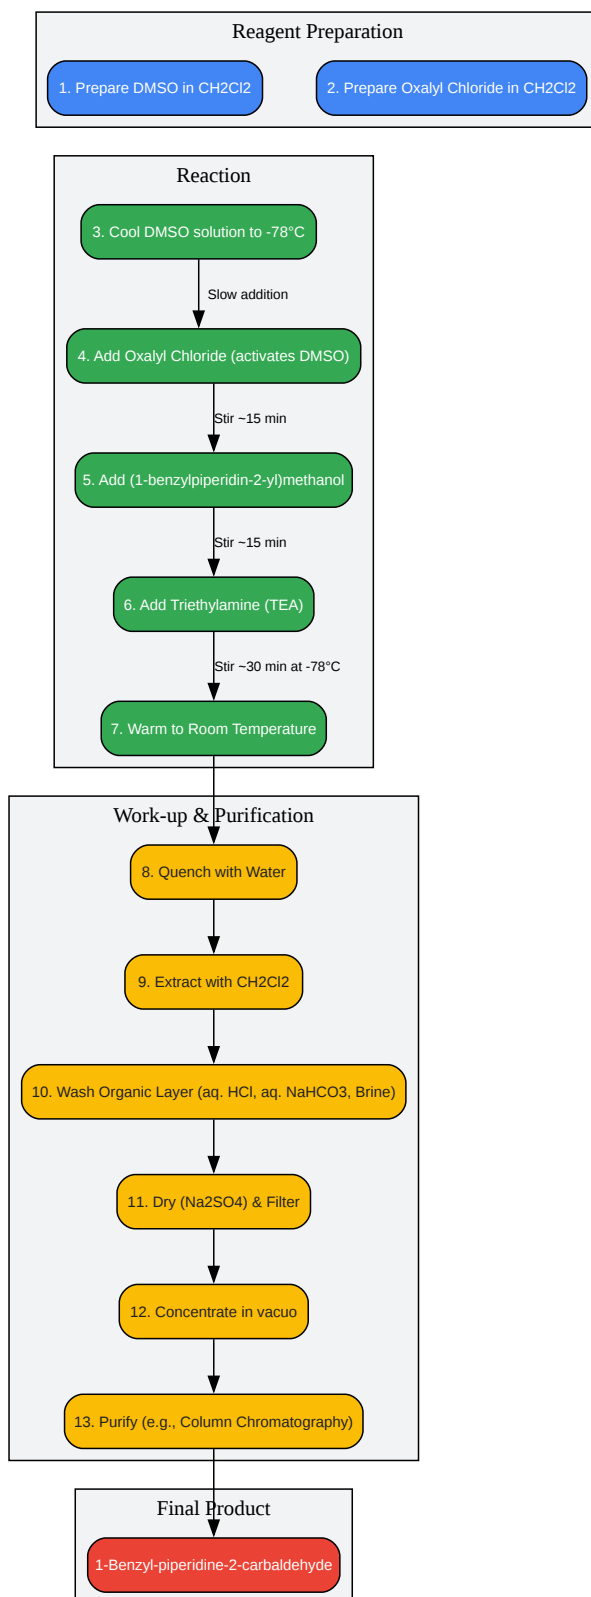 Reagent Preparation
1. Prepare DMSO in CH2Cl2
2. Prepare Oxalyl Chloride in CH2Cl2
Reaction
3. Cool DMSO solution to -78°C
Slow addition
4. Add Oxalyl Chloride (activates DMSO)
Stir ~15 min
5. Add (1-benzylpiperidin-2-yl)methanol
Stir ~15 min
6. Add Triethylamine (TEA)
Stir ~30 min at -78°C
7. Warm to Room Temperature
Work-up & Purification
8. Quench with Water
9. Extract with CH2Cl2
10. Wash Organic Layer (aq. HCl, aq. NaHCO3, Brine)
11. Dry (Na2SO4) & Filter
12. Concentrate in vacuo
13. Purify (e.g., Column Chromatography)
Final Product
1-Benzyl-piperidine-2-carbaldehyde